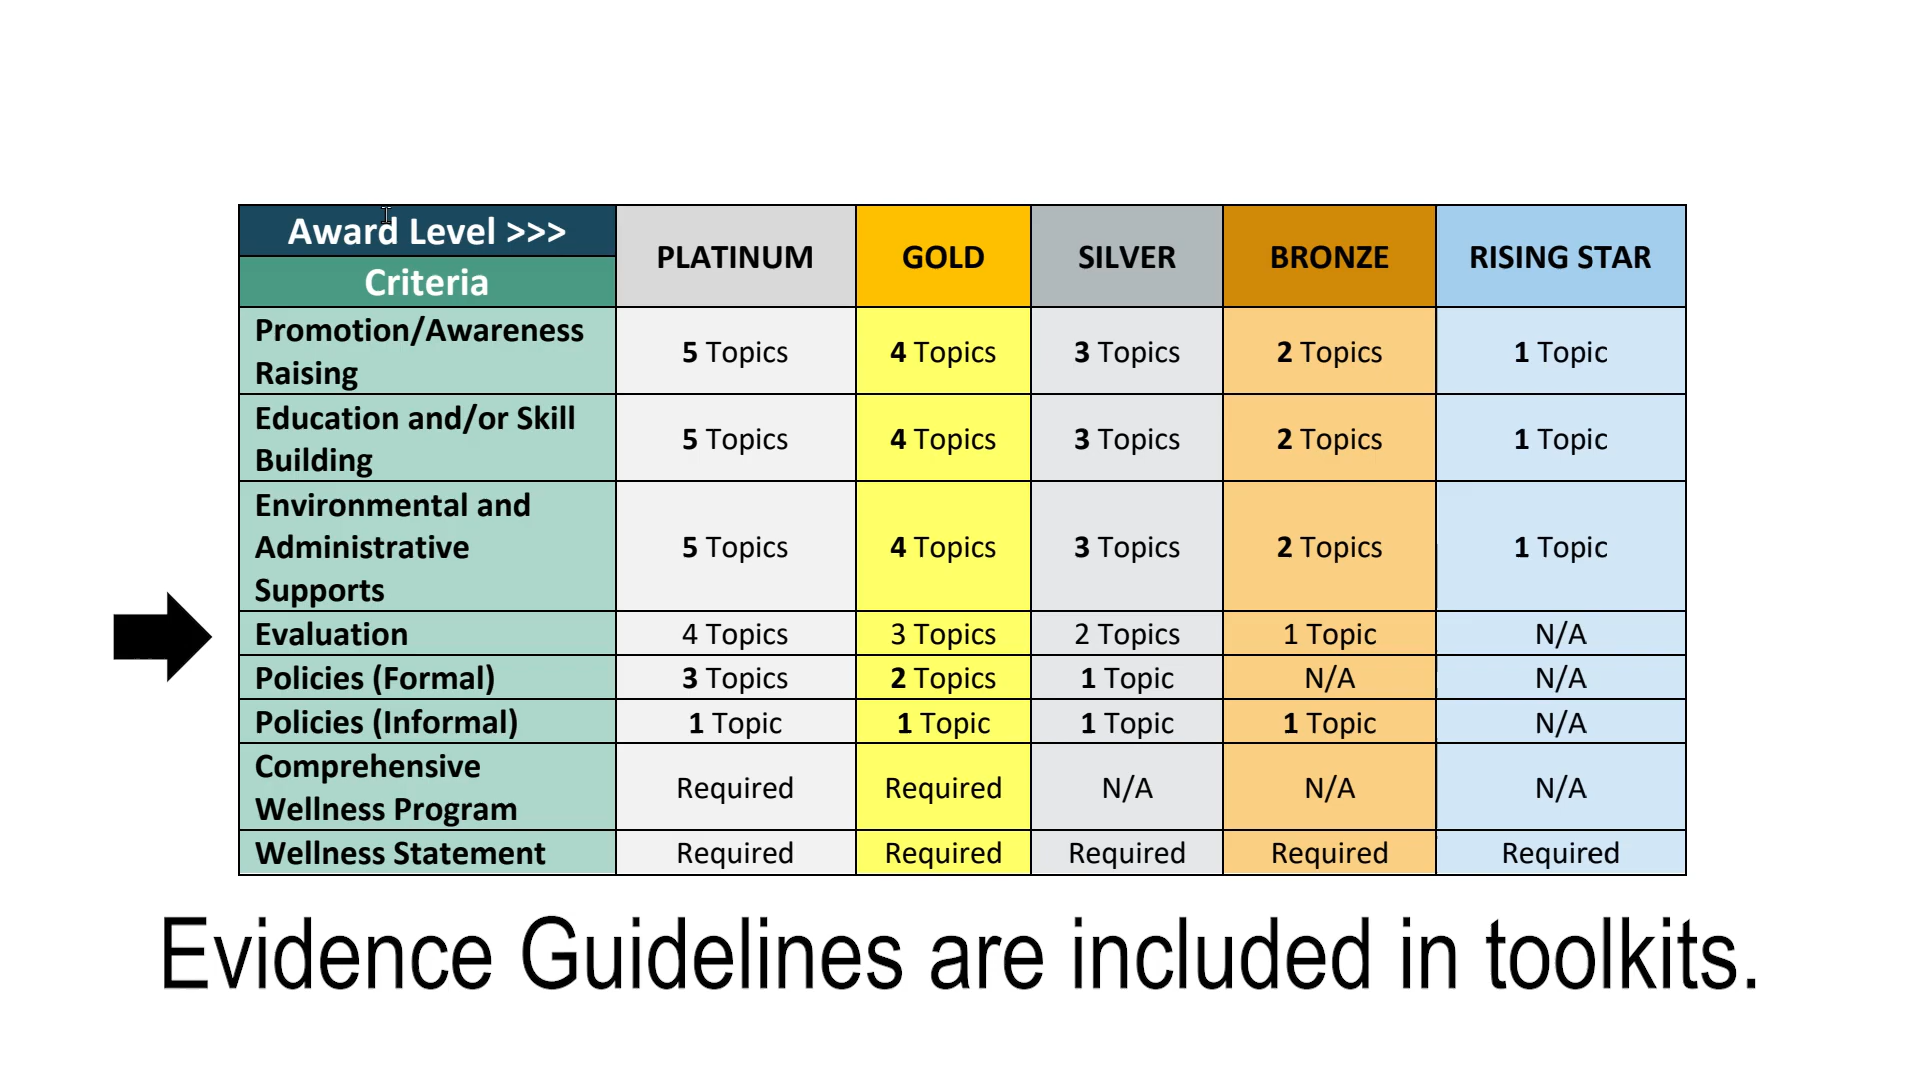 Award Level >>>
Criteria
PLATINUM
GOLD
SILVER
BRONZE
RISING STAR
Promotion/Awareness
Raising
5 Topics
4 Topics
3 Topics
2 Topics
1 Topic
Education and/or Skill
Building
5 Topics
4 Topics
3 Topics
2 Topics
1 Topic
Environmental and
Administrative
Supports
5 Topics
4 Topics
3 Topics
2 Topics
1 Topic
Evaluation
4 Topics
3 Topics
2 Topics
1 Topic
N/A
Policies (Formal)
3 Topics
2 Topics
1 Topic
N/A
N/A
Policies (Informal)
1 Topic
1 Topic
1 Topic
1 Topic
N/A
Comprehensive
Wellness Program
Required
Required
N/A
N/A
N/A
Wellness Statement
Required
Required
Required
Required
Required
Evidence Guidelines are included in toolkits.